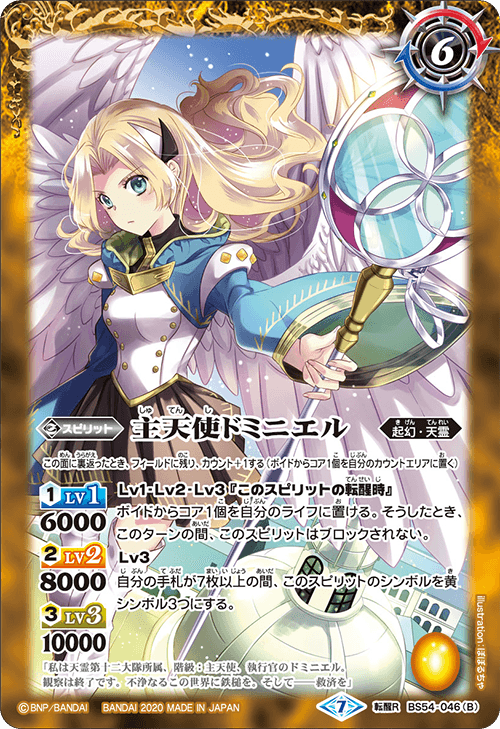 6
スピリット
主天使ドミニエル
しゅてんし
起幻・天霊
きげん てんれい
この面に裏返ったとき、フィールドに残り、カウント+1する(ボイドからコア1個を自分のカウントエリアに置く)
1 LV1
6000
2 LV2
8000
3 LV3
10000
Lv1・Lv2・Lv3『このスピリットの転醒時』
ボイドからコア1個を自分のライフに置ける。そうしたとき、
このターンの間、このスピリットはブロックされない。
Lv3
自分の手札が7枚以上の間、このスピリットのシンボルを黄
シンボル3つにする。
「私は天霊第十二大隊所属、階級:主天使、執行官のドミニエル。
観察は終了です。不浄なるこの世界に鉄槌を、そして──救済を」
Illustration:ぽぽるちゃ
©BNP/BANDAI BANDAI 2020 MADE IN JAPAN
7
転醒R
BS54-046(B)